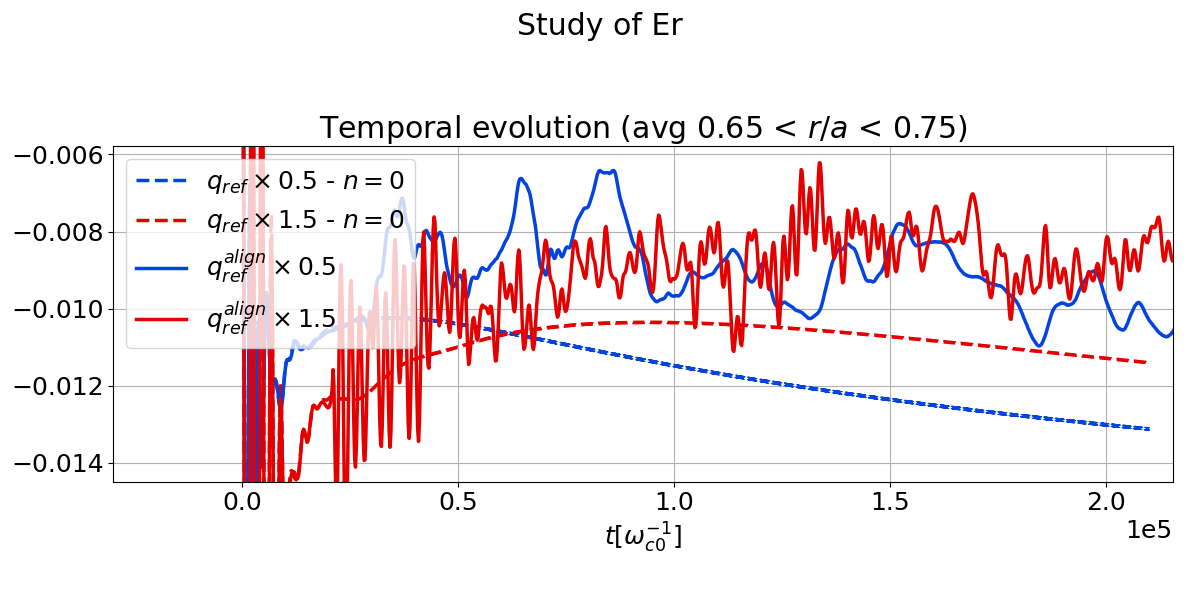 Study of Er
Temporal evolution (avg 0.65 < r/a < 0.75)
−0.006
−0.008
−0.010
−0.012
−0.014
q_ref × 0.5 - n = 0
q_ref × 1.5 - n = 0
q_ref^align × 0.5
q_ref^align × 1.5
0.0 0.5 1.0 1.5 2.0
1e5
t[ω_c0^−1]